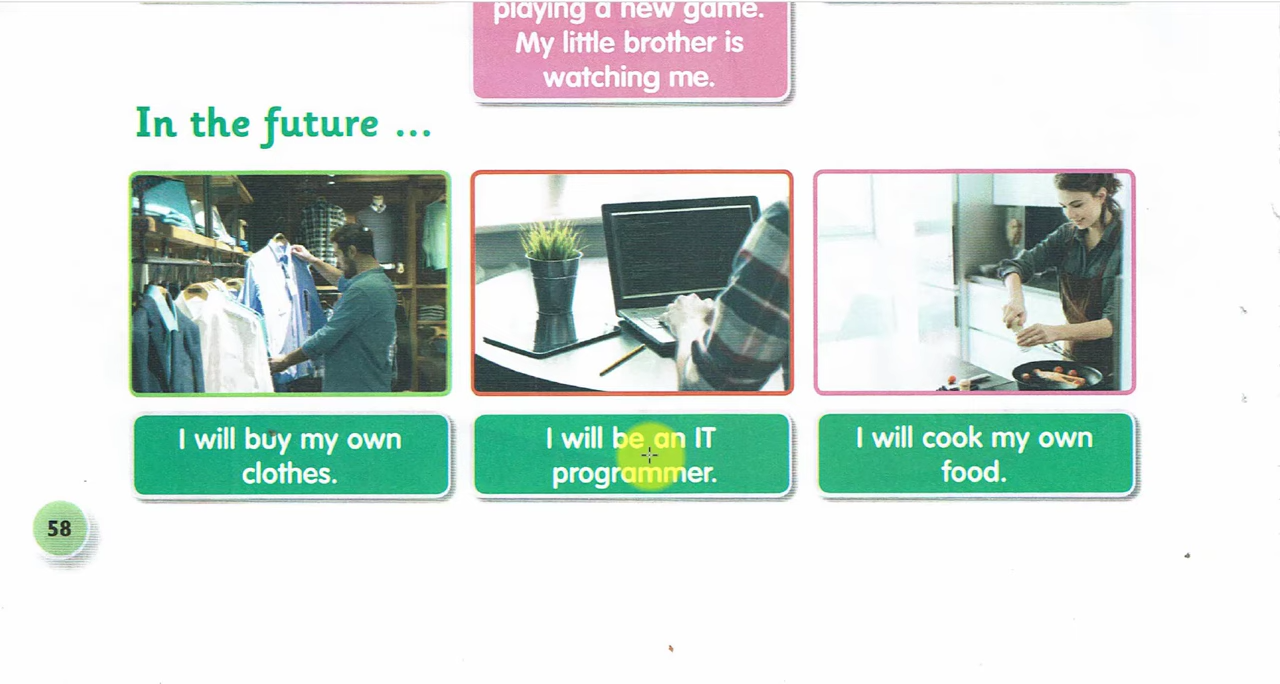 playing a new game.
My little brother is
watching me.
In the future ...
I will buy my own
clothes.
I will be an IT
programmer.
I will cook my own
food.
58